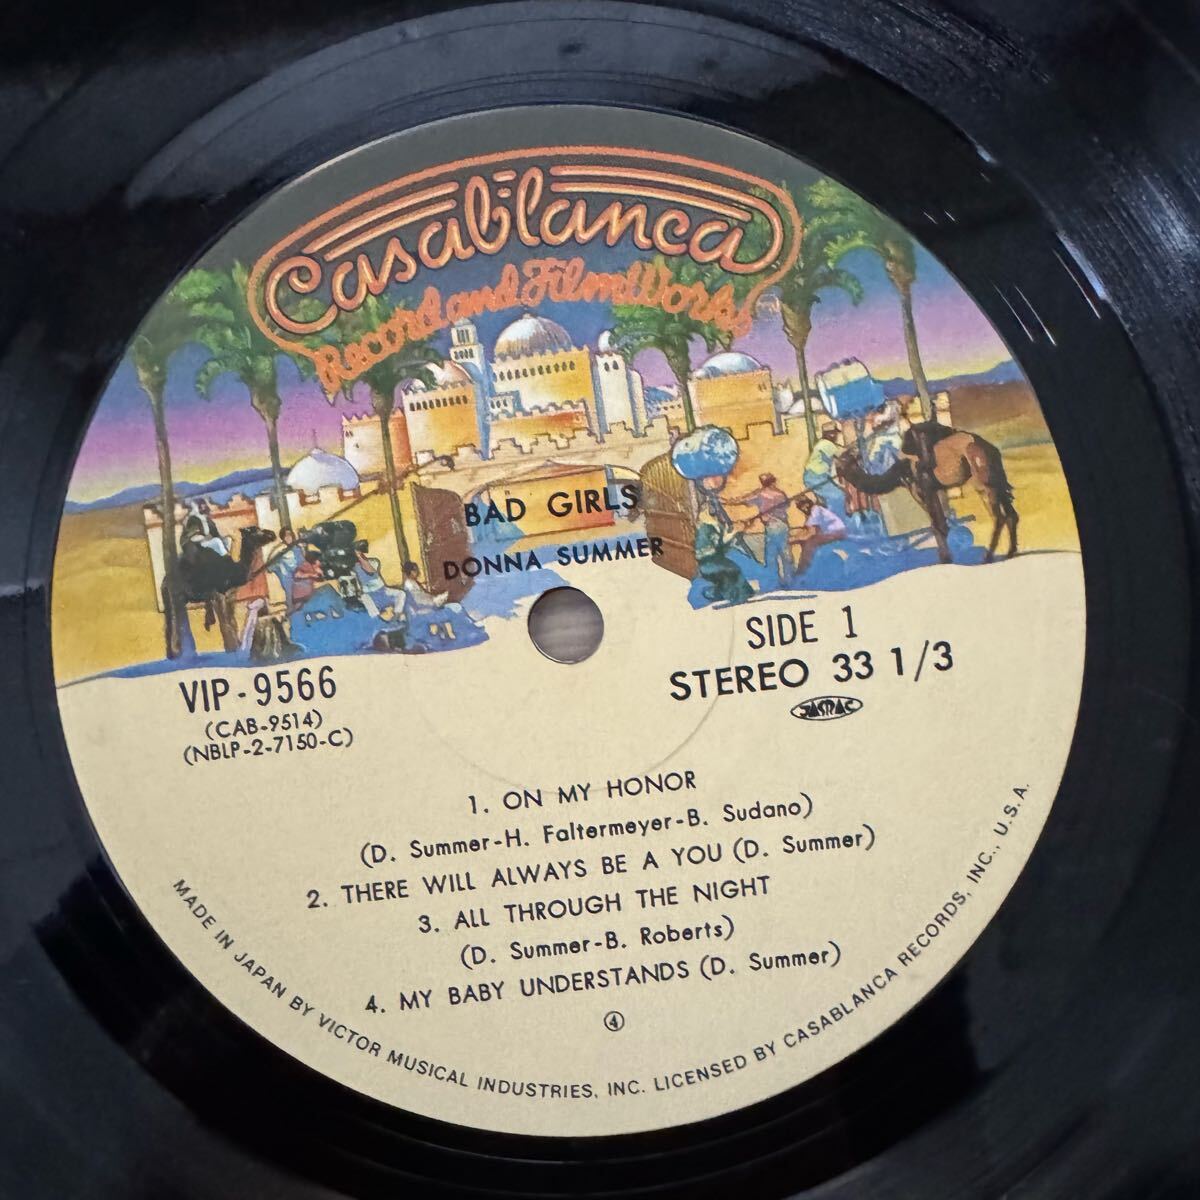 Casablanca
Record and FilmWorks
BAD GIRLS
DONNA SUMMER
SIDE 1
STEREO 33 1/3
JASRAC
VIP-9566
(CAB-9514)
(NBLP-2-7150-C)
1. ON MY HONOR
(D. Summer-H. Faltermeyer-B. Sudano)
2. THERE WILL ALWAYS BE A YOU (D. Summer)
3. ALL THROUGH THE NIGHT
(D. Summer-B. Roberts)
4. MY BABY UNDERSTANDS (D. Summer)
④
MADE IN JAPAN BY VICTOR MUSICAL INDUSTRIES, INC. LICENSED BY CASABLANCA RECORDS, INC., U.S.A.